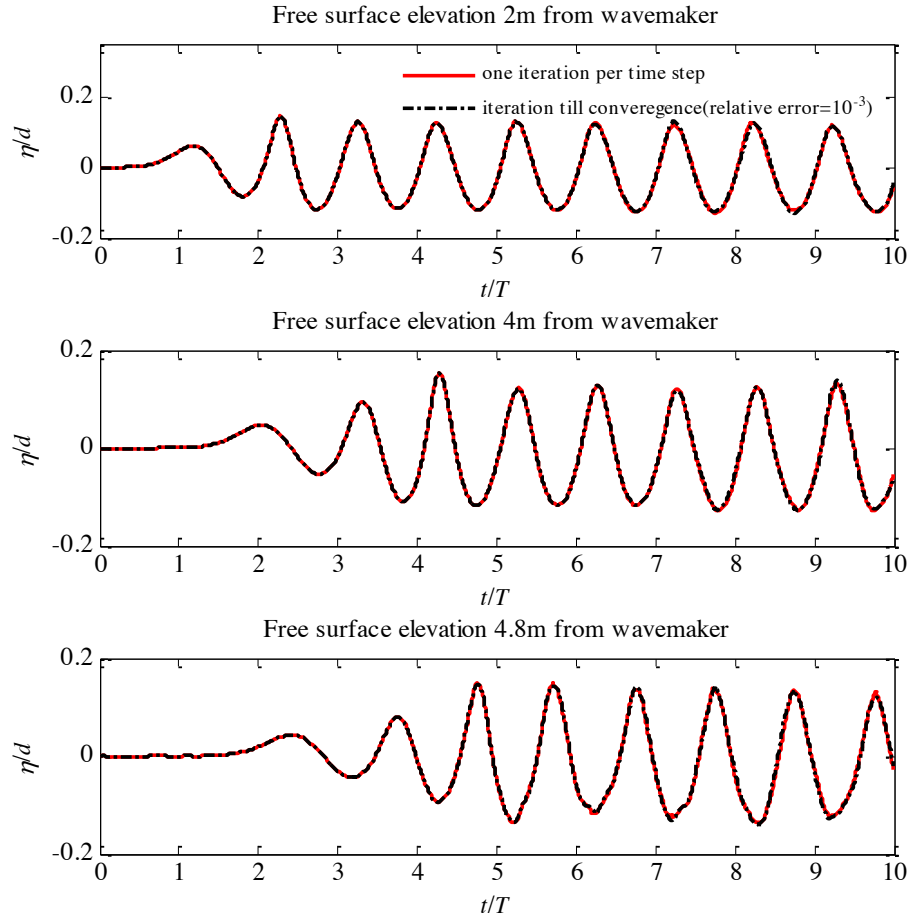 Free surface elevation 2m from wavemaker
one iteration per time step
iteration till converegence(relative error=10⁻³)
η/d
0.2
0
-0.2
0 1 2 3 4 5 6 7 8 9 10
t/T
Free surface elevation 4m from wavemaker
η/d
0.2
0
-0.2
0 1 2 3 4 5 6 7 8 9 10
t/T
Free surface elevation 4.8m from wavemaker
η/d
0.2
0
-0.2
0 1 2 3 4 5 6 7 8 9 10
t/T